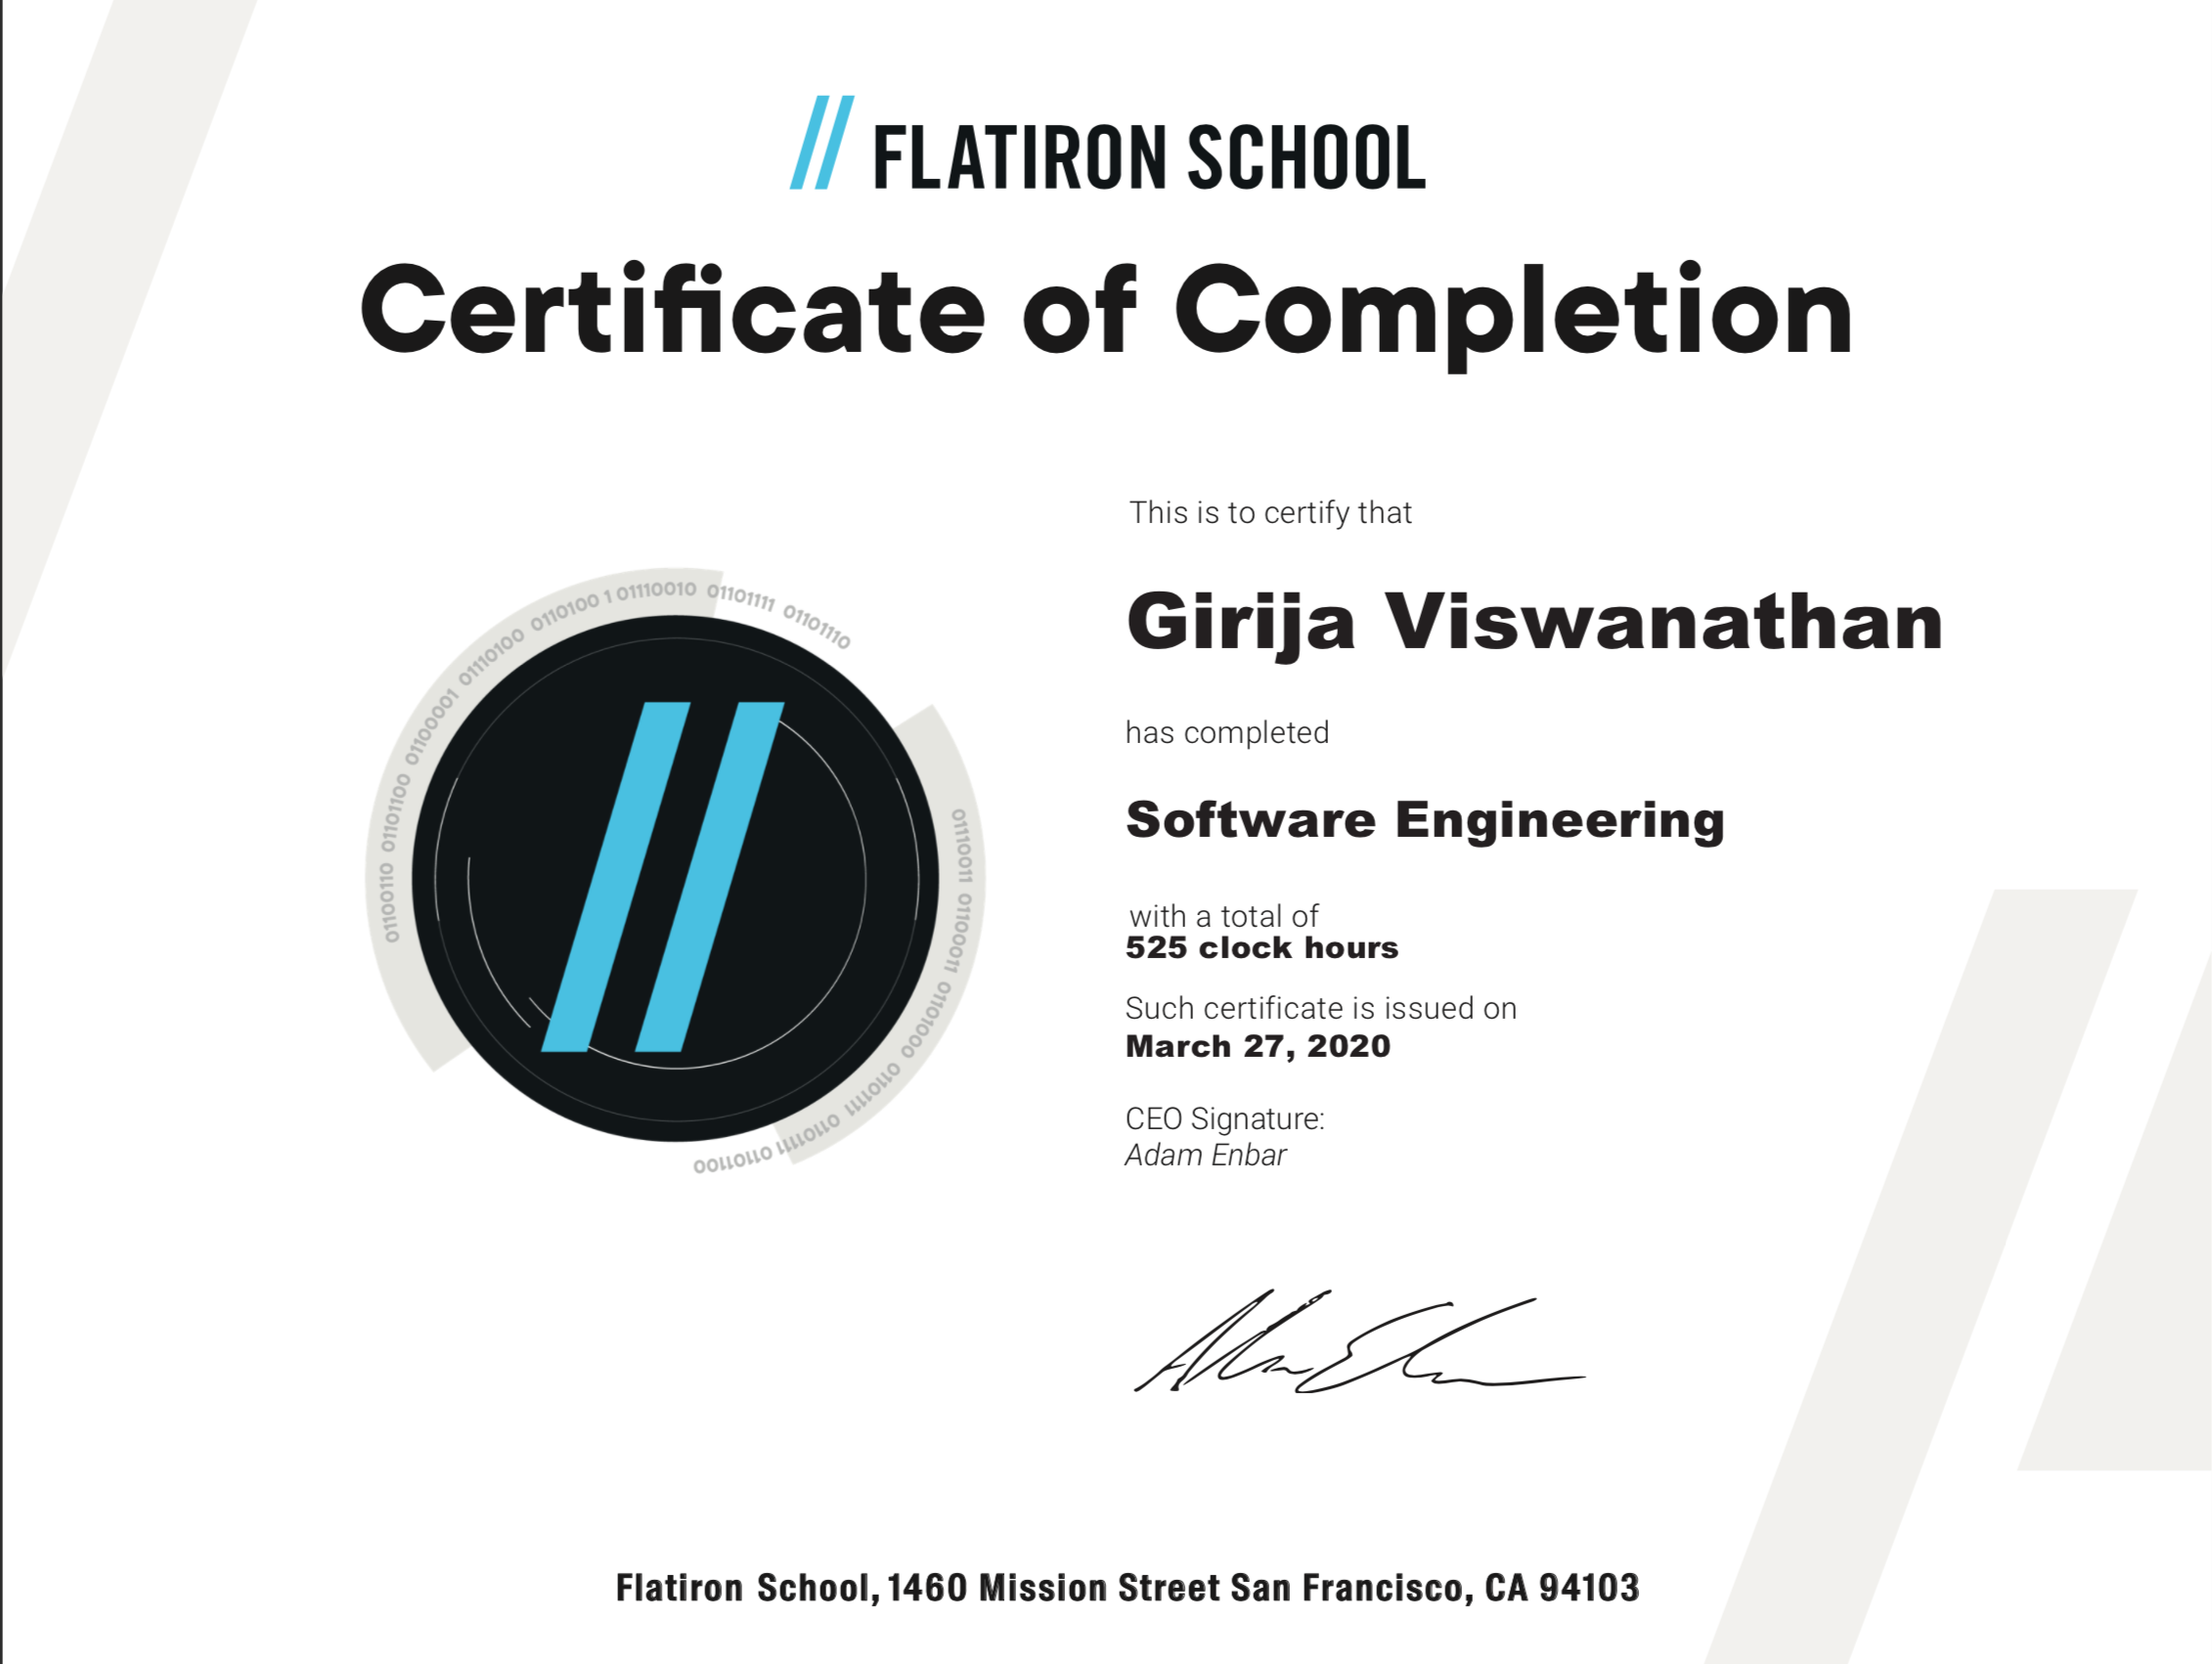 // FLATIRON SCHOOL
Certificate of Completion
This is to certify that
Girija Viswanathan
has completed
Software Engineering
with a total of
525 clock hours
Such certificate is issued on
March 27, 2020
CEO Signature:
Adam Enbar
01100110 01101100 01100001 01110100 0110100 1 01110010 01101111 01101110
01110011 01100011 01101000 01101111 01101111 01101100
Flatiron School, 1460 Mission Street San Francisco, CA 94103